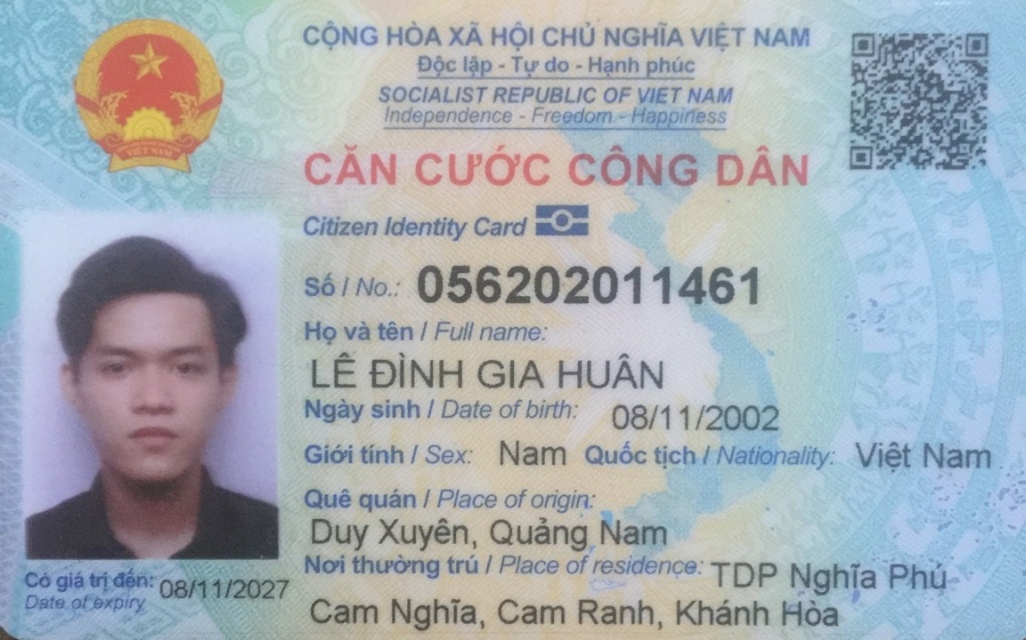 CỘNG HÒA XÃ HỘI CHỦ NGHĨA VIỆT NAM
Độc lập - Tự do - Hạnh phúc
SOCIALIST REPUBLIC OF VIET NAM
Independence - Freedom - Happiness
CĂN CƯỚC CÔNG DÂN
Citizen Identity Card
Số / No.: 056202011461
Họ và tên / Full name:
LÊ ĐÌNH GIA HUÂN
Ngày sinh / Date of birth: 08/11/2002
Giới tính / Sex: Nam Quốc tịch / Nationality: Việt Nam
Quê quán / Place of origin:
Duy Xuyên, Quảng Nam
Nơi thường trú / Place of residence: TDP Nghĩa Phú
Cam Nghĩa, Cam Ranh, Khánh Hòa
Có giá trị đến: 08/11/2027
Date of expiry